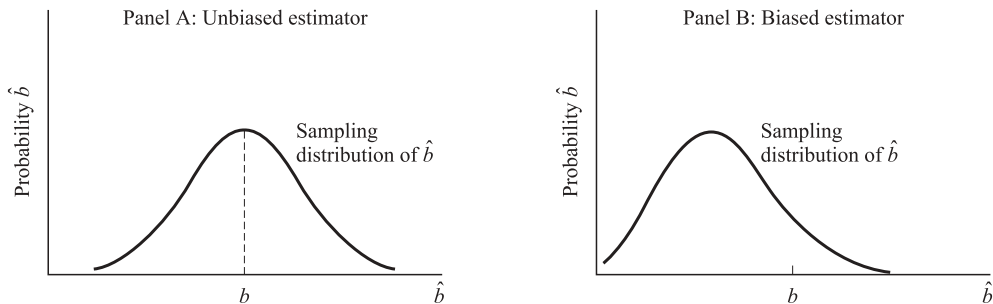 Panel A: Unbiased estimator
Probability b̂
Sampling
distribution of b̂
b
b̂
Panel B: Biased estimator
Probability b̂
Sampling
distribution of b̂
b
b̂